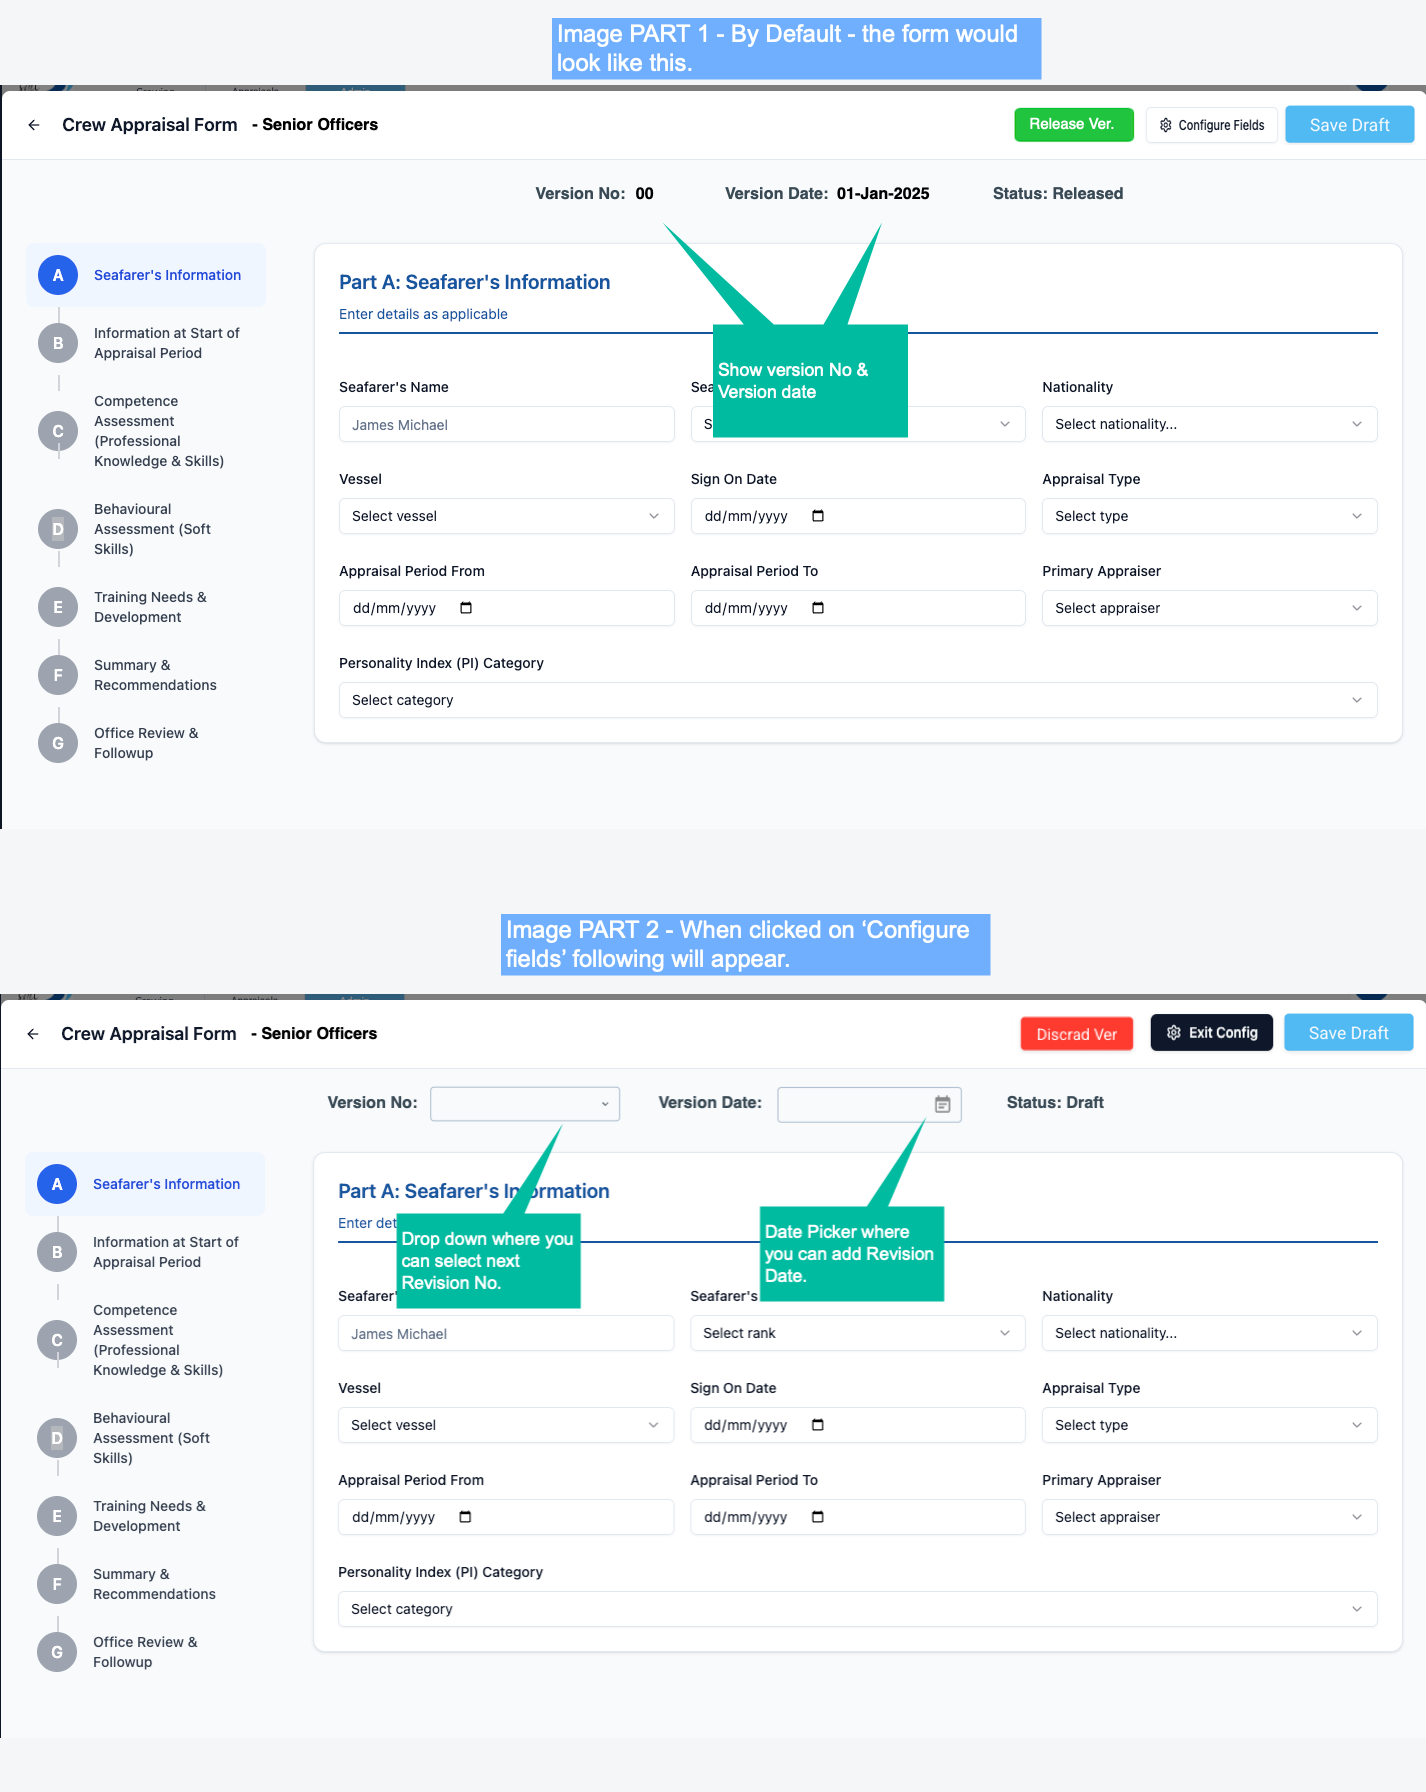 Image PART 1 - By Default - the form would
look like this.
Crewing Appraisals Admin
Crew Appraisal Form - Senior Officers
Release Ver. Configure Fields Save Draft
Version No: 00 Version Date: 01-Jan-2025 Status: Released
A Seafarer's Information
B Information at Start of
Appraisal Period
C Competence
Assessment
(Professional
Knowledge & Skills)
D Behavioural
Assessment (Soft
Skills)
E Training Needs &
Development
F Summary &
Recommendations
G Office Review &
Followup
Part A: Seafarer's Information
Enter details as applicable
Show version No &
Version date
Seafarer's Name Sea Nationality
James Michael S Select nationality...
Vessel Sign On Date Appraisal Type
Select vessel dd/mm/yyyy Select type
Appraisal Period From Appraisal Period To Primary Appraiser
dd/mm/yyyy dd/mm/yyyy Select appraiser
Personality Index (PI) Category
Select category
Image PART 2 - When clicked on ‘Configure
fields’ following will appear.
Crewing Appraisals Admin
Crew Appraisal Form - Senior Officers
Discrad Ver Exit Config Save Draft
Version No: Version Date: Status: Draft
A Seafarer's Information
B Information at Start of
Appraisal Period
C Competence
Assessment
(Professional
Knowledge & Skills)
D Behavioural
Assessment (Soft
Skills)
E Training Needs &
Development
F Summary &
Recommendations
G Office Review &
Followup
Part A: Seafarer's Information
Enter det
Drop down where you
can select next
Revision No.
Date Picker where
you can add Revision
Date.
Seafarer' Seafarer's Nationality
James Michael Select rank Select nationality...
Vessel Sign On Date Appraisal Type
Select vessel dd/mm/yyyy Select type
Appraisal Period From Appraisal Period To Primary Appraiser
dd/mm/yyyy dd/mm/yyyy Select appraiser
Personality Index (PI) Category
Select category